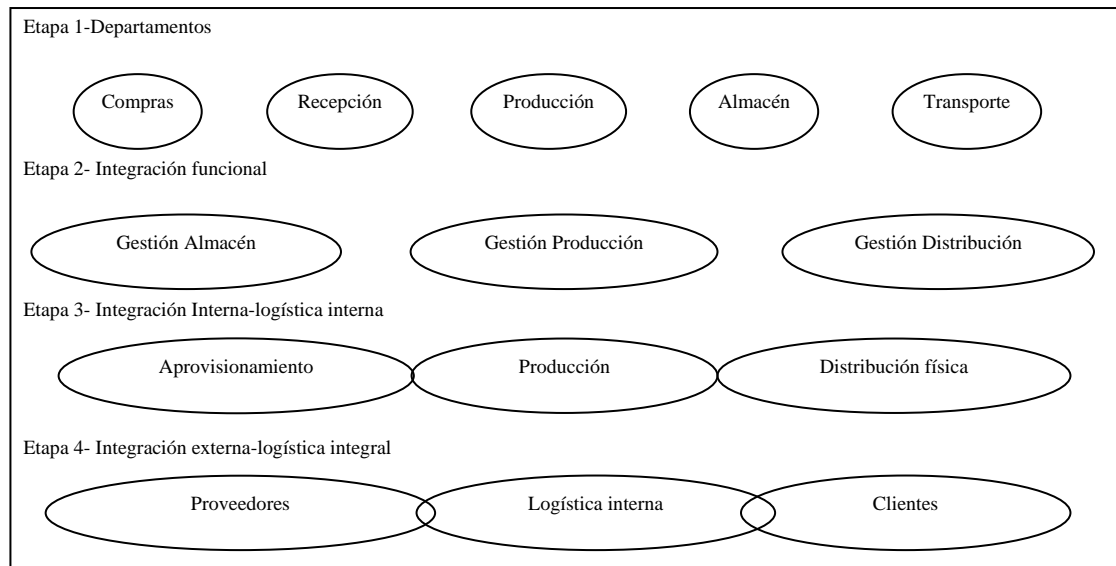 Etapa 1-Departamentos
Compras Recepción Producción Almacén Transporte
Etapa 2- Integración funcional
Gestión Almacén Gestión Producción Gestión Distribución
Etapa 3- Integración Interna-logística interna
Aprovisionamiento Producción Distribución física
Etapa 4- Integración externa-logística integral
Proveedores Logística interna Clientes